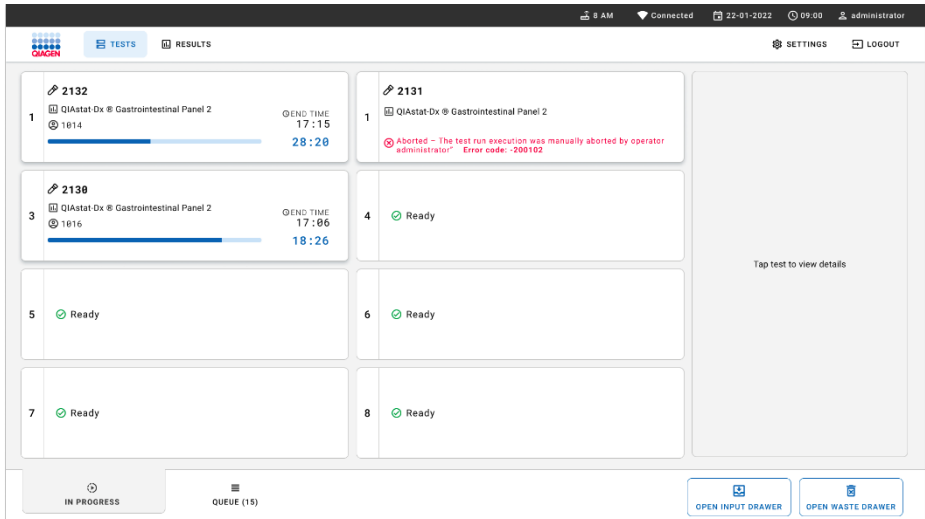 8 AM Connected 22-01-2022 09:00 administrator
QIAGEN TESTS RESULTS SETTINGS LOGOUT
1
2132
QIAstat-Dx ® Gastrointestinal Panel 2
1014
END TIME
17:15
28:20
1
2131
QIAstat-Dx ® Gastrointestinal Panel 2
Aborted – The test run execution was manually aborted by operator
administrator" Error code: -200102
3
2130
QIAstat-Dx ® Gastrointestinal Panel 2
1016
END TIME
17:06
18:26
4 Ready
5 Ready
6 Ready
7 Ready
8 Ready
Tap test to view details
IN PROGRESS
QUEUE (15)
OPEN INPUT DRAWER
OPEN WASTE DRAWER